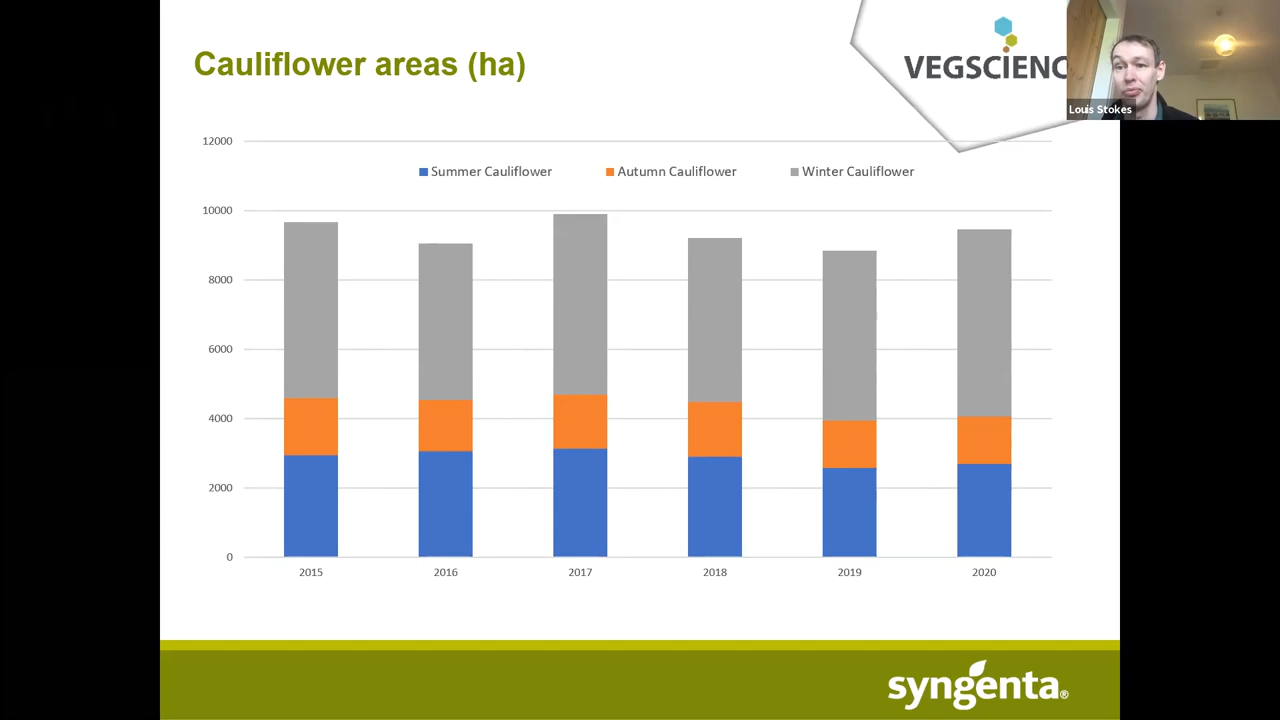 Cauliflower areas (ha)
VEGSCIENC
Louis Stokes
12000
Summer Cauliflower Autumn Cauliflower Winter Cauliflower
10000
8000
6000
4000
2000
0
2015 2016 2017 2018 2019 2020
syngenta®